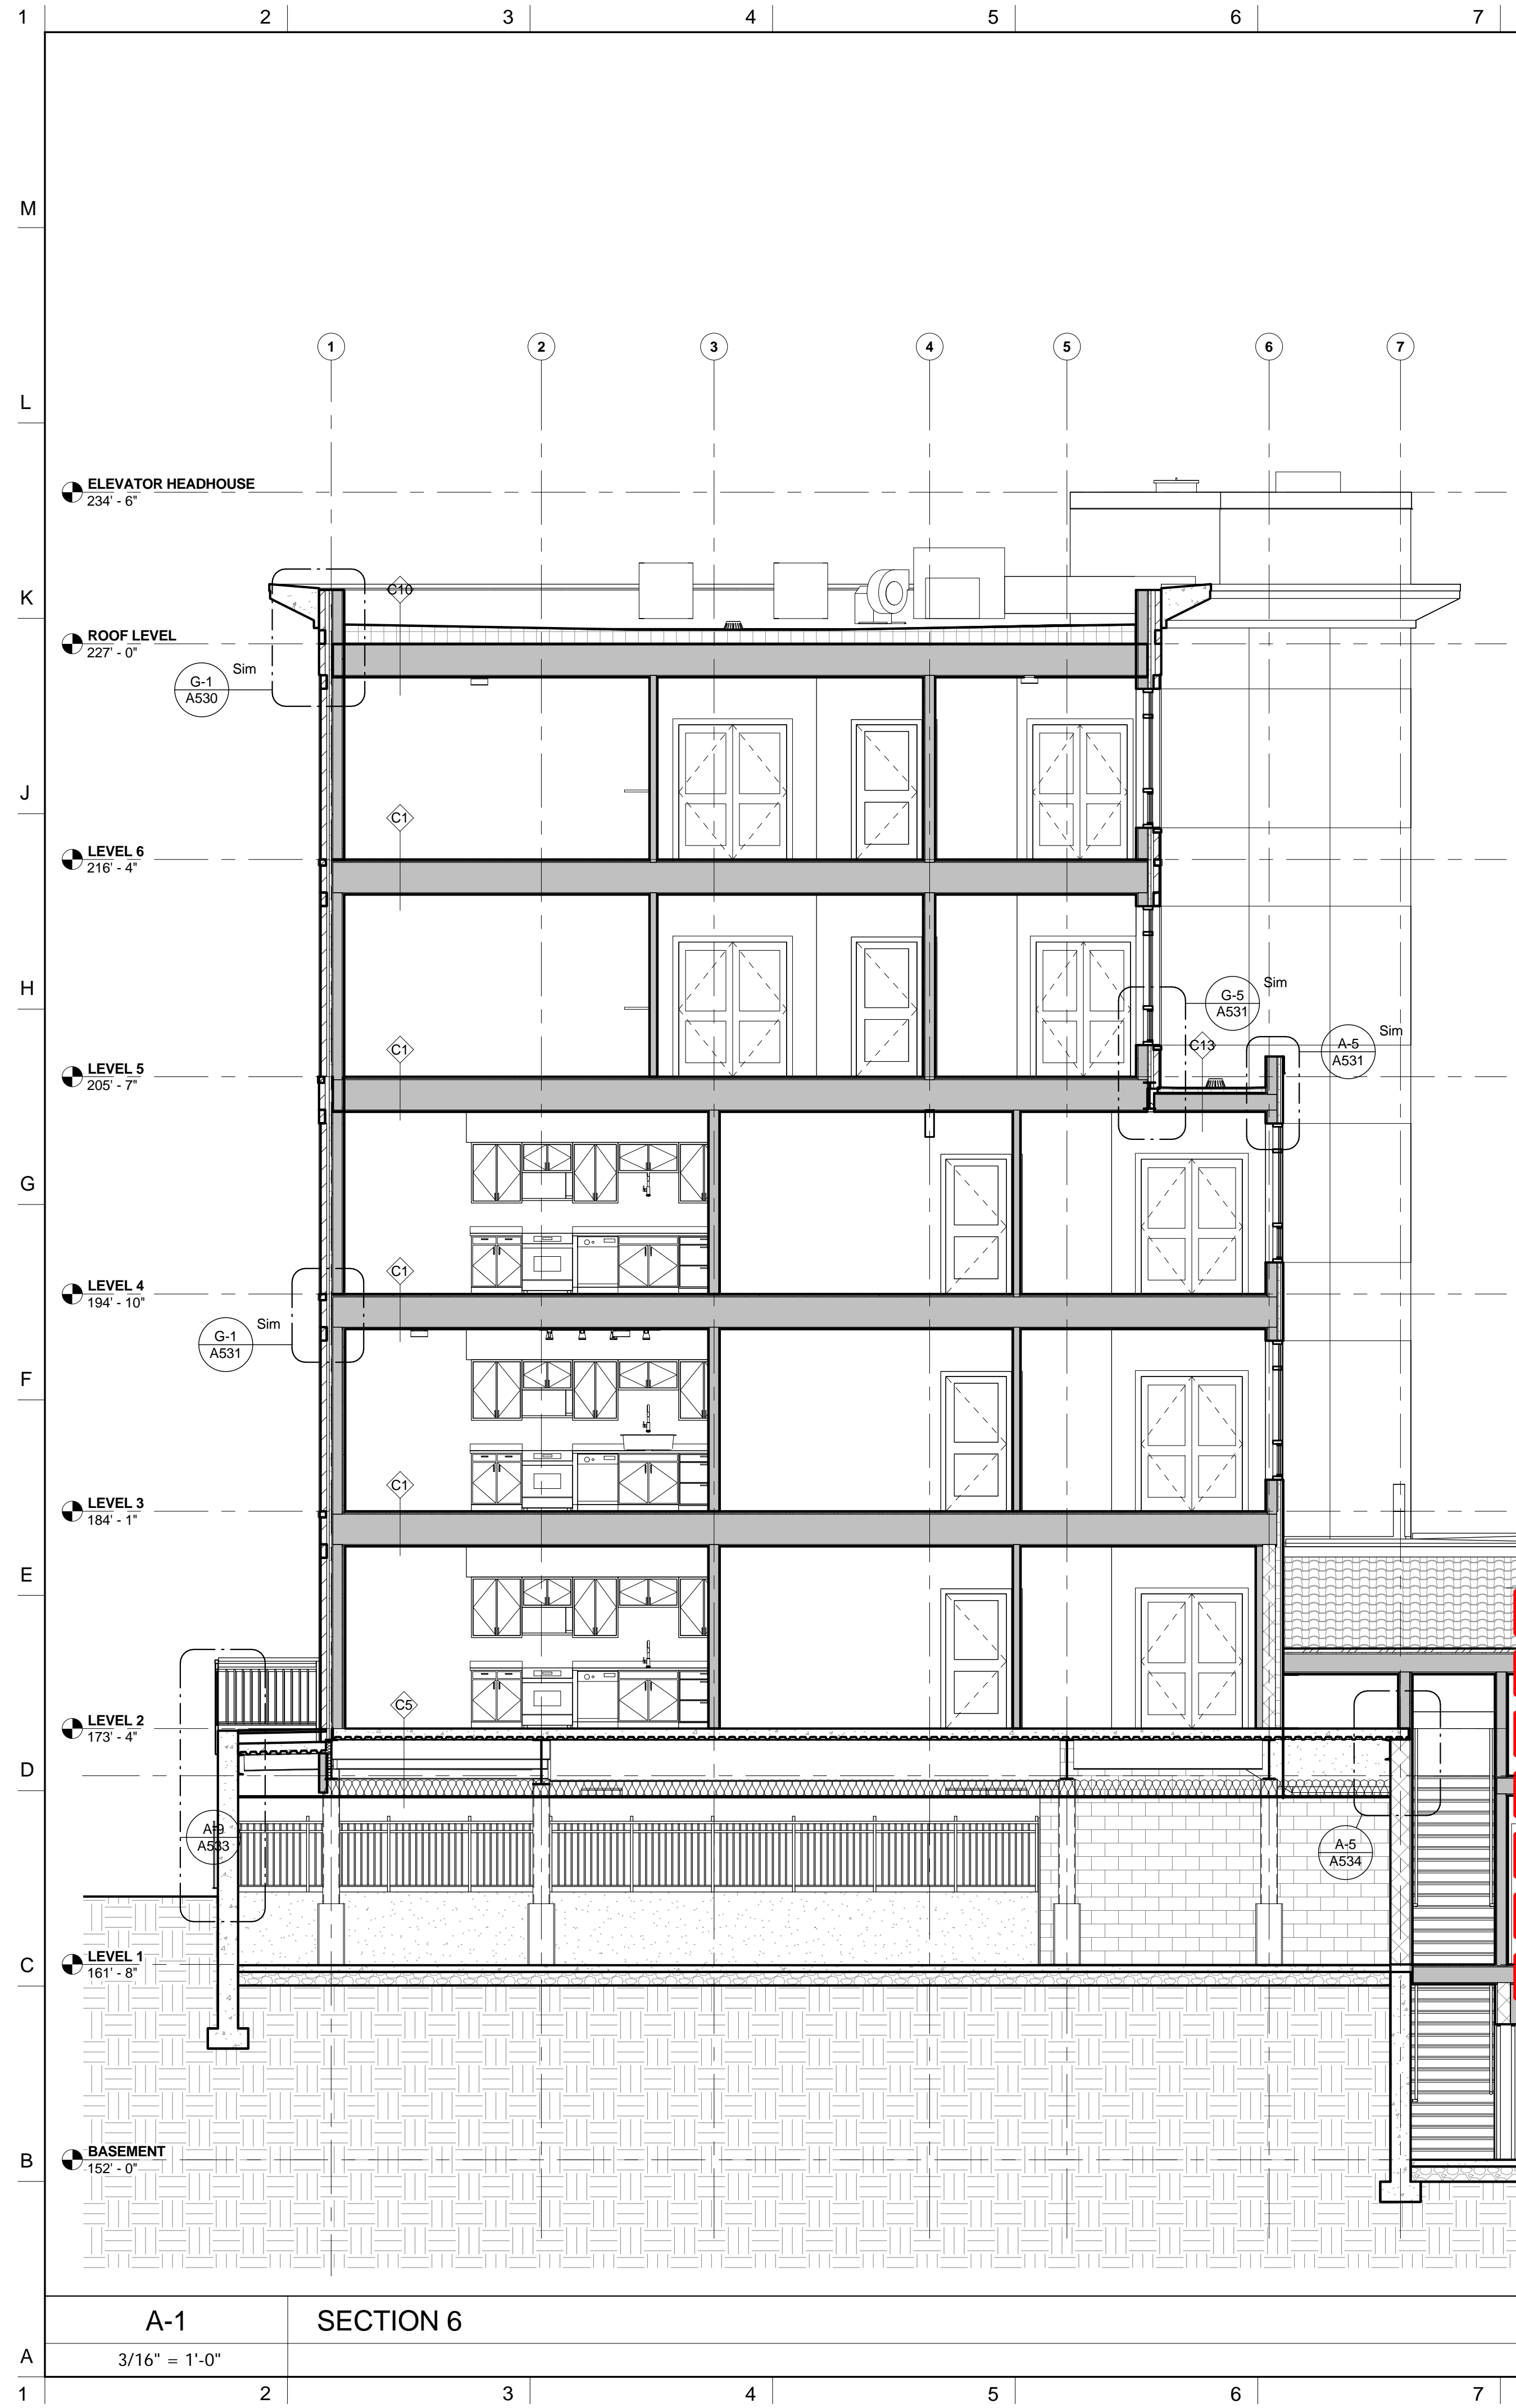 1 2 3 4 5 6 7
M
1 2 3 4 5 6 7
L
ELEVATOR HEADHOUSE
234' - 6"
K
C10
ROOF LEVEL
227' - 0"
Sim
G-1
A530
J
C1
LEVEL 6
216' - 4"
H
Sim
G-5
A531
Sim
A-5
A531
C13
C1
LEVEL 5
205' - 7"
G
C1
LEVEL 4
194' - 10"
Sim
G-1
A531
F
C1
LEVEL 3
184' - 1"
E
C5
LEVEL 2
173' - 4"
D
A-9
A533
A-5
A534
C
LEVEL 1
161' - 8"
B
BASEMENT
152' - 0"
A-1
SECTION 6
A
3/16" = 1'-0"
1 2 3 4 5 6 7